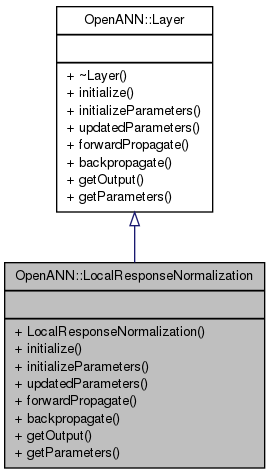 OpenANN::Layer
+ ~Layer()
+ initialize()
+ initializeParameters()
+ updatedParameters()
+ forwardPropagate()
+ backpropagate()
+ getOutput()
+ getParameters()
OpenANN::LocalResponseNormalization
+ LocalResponseNormalization()
+ initialize()
+ initializeParameters()
+ updatedParameters()
+ forwardPropagate()
+ backpropagate()
+ getOutput()
+ getParameters()